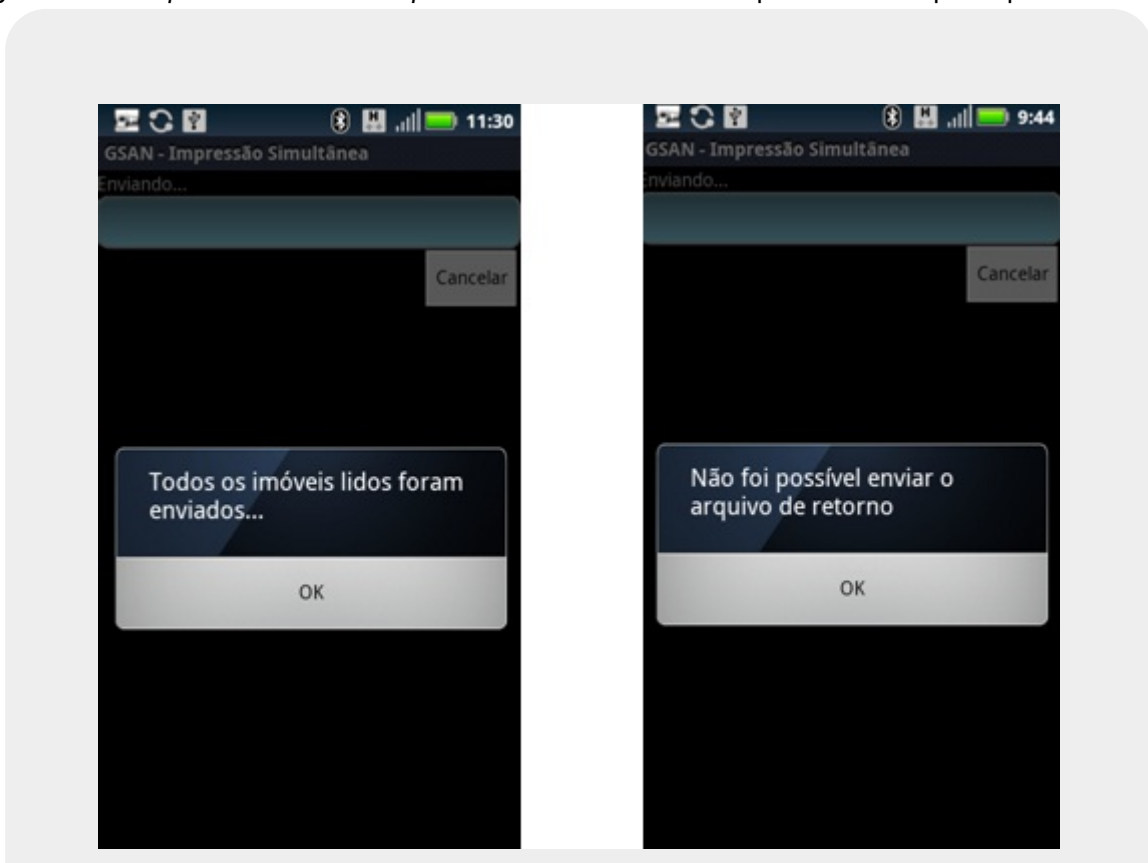 11:30
GSAN - Impressão Simultânea
Enviando...
Cancelar
Todos os imóveis lidos foram
enviados...
OK
9:44
GSAN - Impressão Simultânea
Enviando...
Cancelar
Não foi possível enviar o
arquivo de retorno
OK